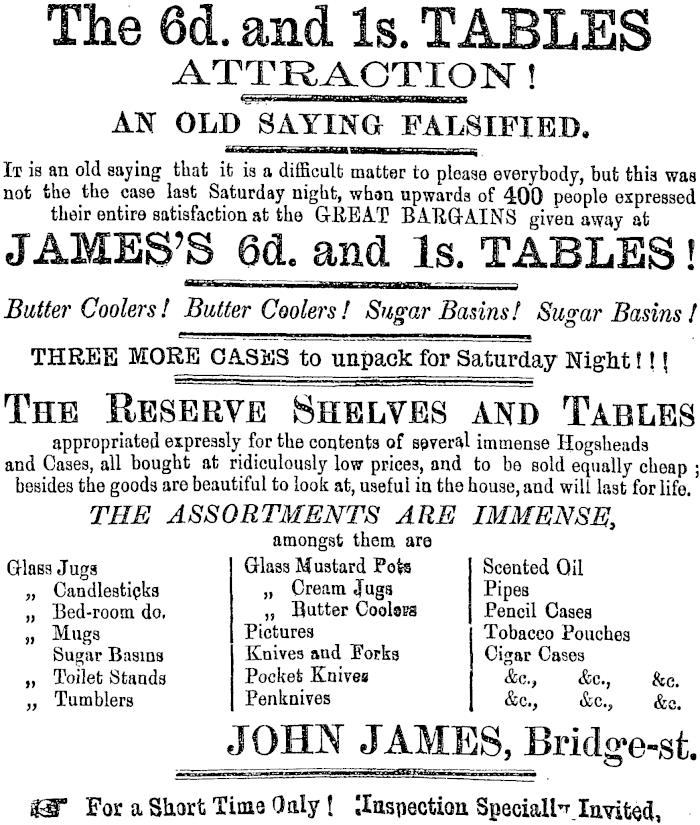 The 6d. and 1s. TABLES
ATTRACTION!
AN OLD SAYING FALSIFIED.
IT is an old saying that it is a difficult matter to please everybody, but this was
not the the case last Saturday night, when upwards of 400 people expressed
their entire satisfaction at the GREAT BARGAINS given away at
JAMES'S 6d. and 1s. TABLES!
Butter Coolers! Butter Coolers! Sugar Basins! Sugar Basins!
THREE MORE CASES to unpack for Saturday Night!!!
THE RESERVE SHELVES AND TABLES
appropriated expressly for the contents of several immense Hogsheads
and Cases, all bought at ridiculously low prices, and to be sold equally cheap;
besides the goods are beautiful to look at, useful in the house, and will last for life.
THE ASSORTMENTS ARE IMMENSE,
amongst them are
Glass Jugs
„ Candlesticks
„ Bed-room do.
„ Mugs
Sugar Basins
„ Toilet Stands
„ Tumblers
Glass Mustard Pots
„ Cream Jugs
„ Butter Coolers
Pictures
Knives and Forks
Pocket Knives
Penknives
Scented Oil
Pipes
Pencil Cases
Tobacco Pouches
Cigar Cases
&c., &c., &c.
&c., &c., &c.
JOHN JAMES, Bridge-st.
☞ For a Short Time Only! Inspection Specially Invited,